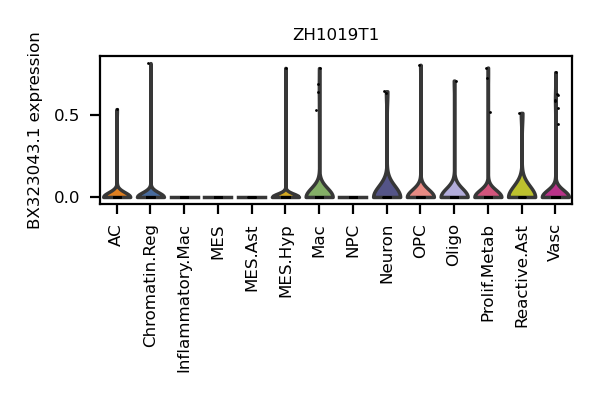 ZH1019T1
BX323043.1 expression
0.5
0.0
AC
Chromatin.Reg
Inflammatory.Mac
MES
MES.Ast
MES.Hyp
Mac
NPC
Neuron
OPC
Oligo
Prolif.Metab
Reactive.Ast
Vasc